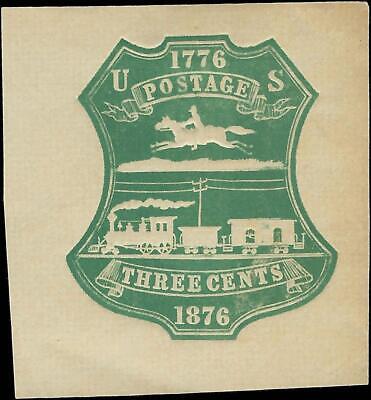 1776
U S
POSTAGE
THREE CENTS
1876